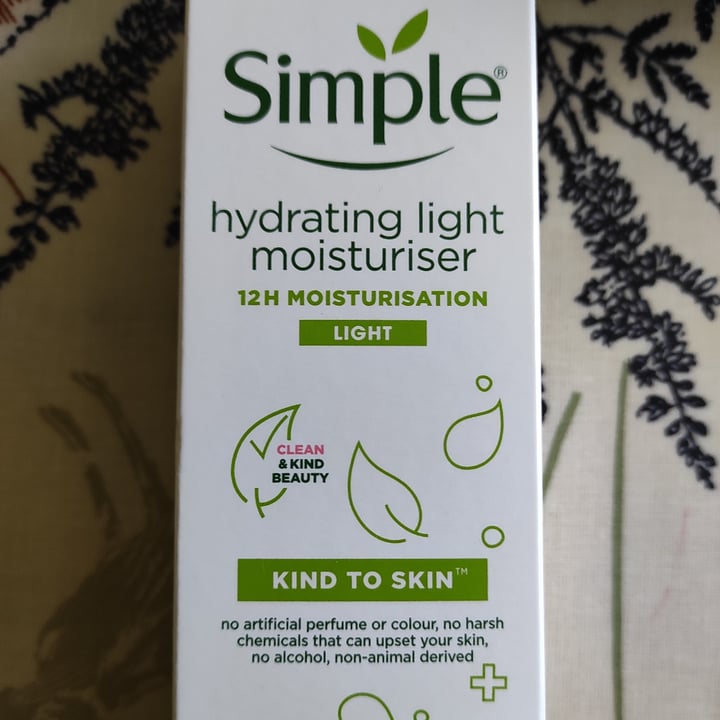 Simple®
hydrating light
moisturiser
12H MOISTURISATION
LIGHT
CLEAN
& KIND
BEAUTY
KIND TO SKIN™
no artificial perfume or colour, no harsh
chemicals that can upset your skin,
no alcohol, non-animal derived